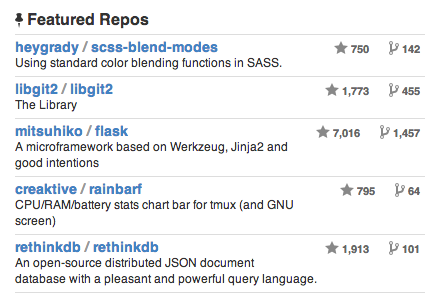 Featured Repos
heygrady / scss-blend-modes 750 142
Using standard color blending functions in SASS.
libgit2 / libgit2 1,773 455
The Library
mitsuhiko / flask 7,016 1,457
A microframework based on Werkzeug, Jinja2 and
good intentions
creaktive / rainbarf 795 64
CPU/RAM/battery stats chart bar for tmux (and GNU
screen)
rethinkdb / rethinkdb 1,913 101
An open-source distributed JSON document
database with a pleasant and powerful query language.